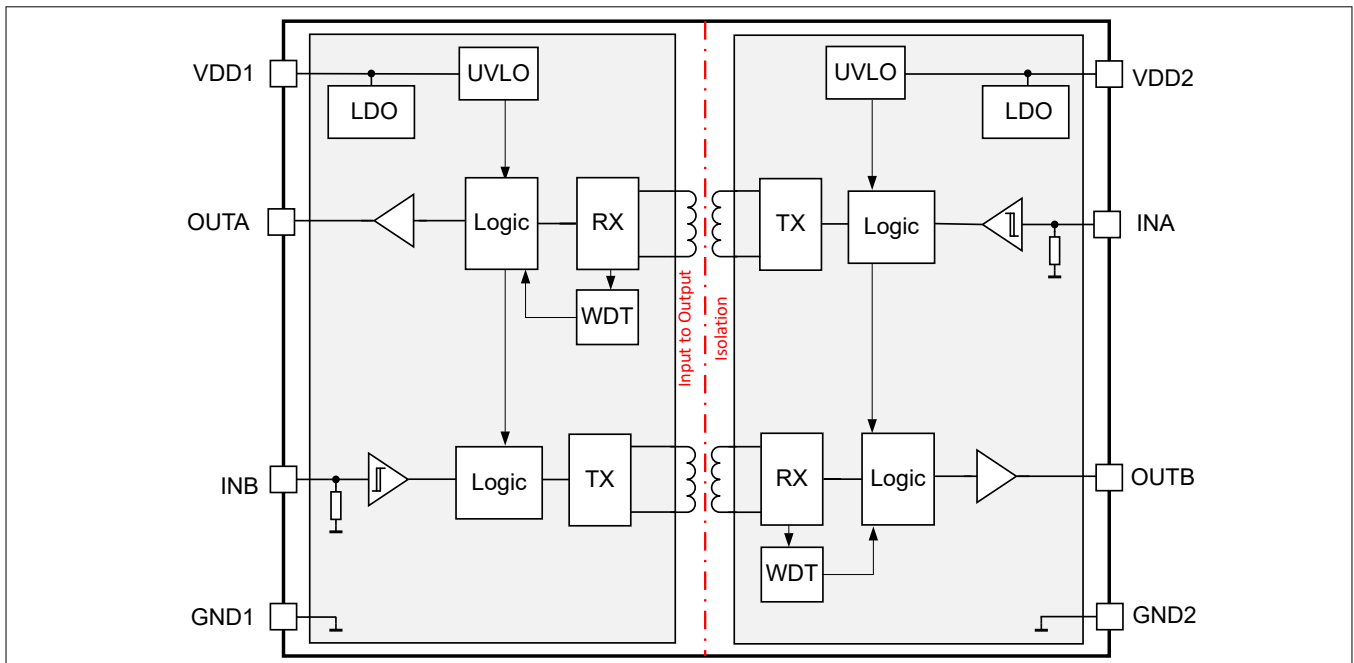 VDD1
UVLO
LDO
UVLO
LDO
VDD2
OUTA
Logic
RX
TX
Logic
INA
WDT
Input to Output
Isolation
INB
Logic
TX
RX
Logic
OUTB
WDT
GND1
GND2